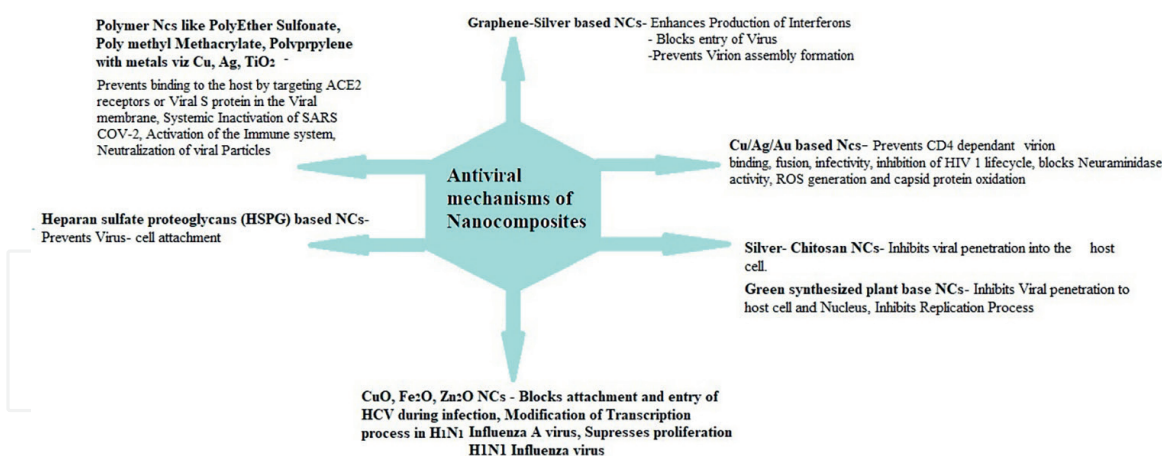 Polymer Ncs like PolyEther Sulfonate,
Poly methyl Methacrylate, Polyprpylene
with metals viz Cu, Ag, TiO₂ -
Prevents binding to the host by targeting ACE2
receptors or Viral S protein in the Viral
membrane, Systemic Inactivation of SARS
COV-2, Activation of the Immune system,
Neutralization of viral Particles
Graphene-Silver based NCs- Enhances Production of Interferons
- Blocks entry of Virus
-Prevents Virion assembly formation
Cu/Ag/Au based Ncs- Prevents CD4 dependant virion
binding, fusion, infectivity, inhibition of HIV 1 lifecycle, blocks Neuraminidase
activity, ROS generation and capsid protein oxidation
Antiviral
mechanisms of
Nanocomposites
Heparan sulfate proteoglycans (HSPG) based NCs-
Prevents Virus- cell attachment
Silver- Chitosan NCs- Inhibits viral penetration into the host
cell.
Green synthesized plant base NCs- Inhibits Viral penetration to
host cell and Nucleus, Inhibits Replication Process
CuO, Fe₂O, Zn₂O NCs - Blocks attachment and entry of
HCV during infection, Modification of Transcription
process in H1N1 Influenza A virus, Supresses proliferation
H1N1 Influenza virus